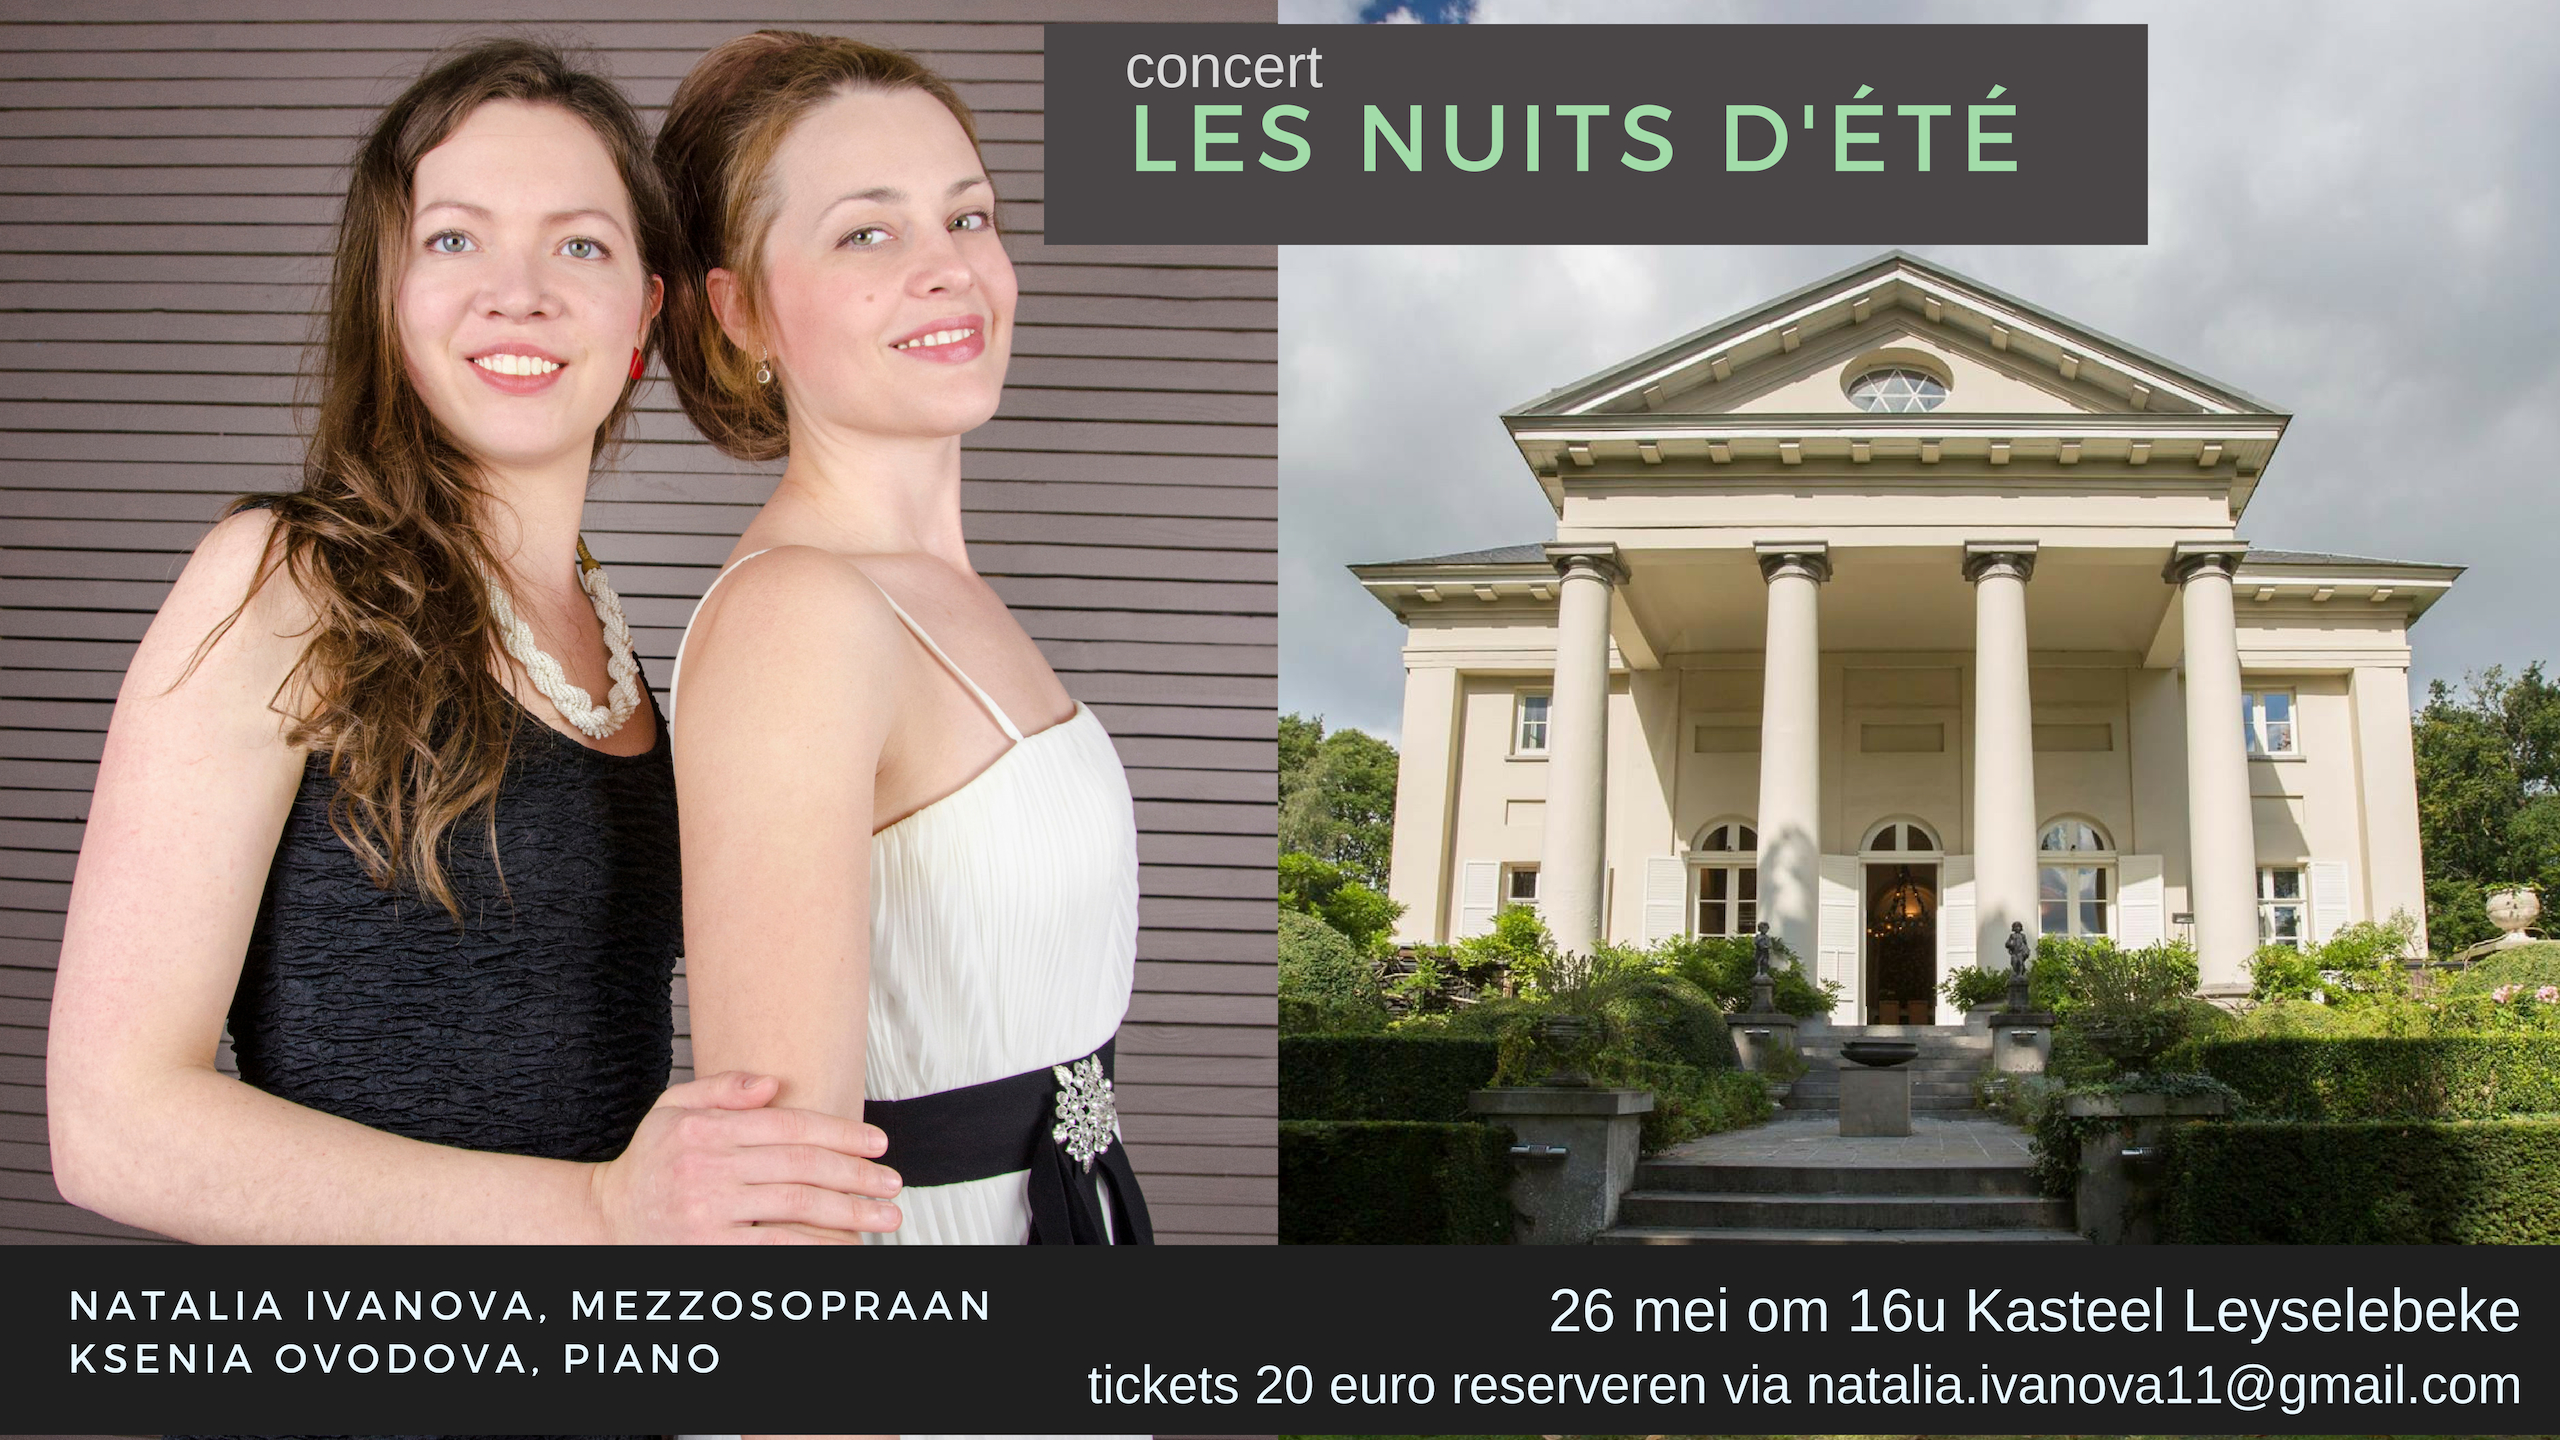 concert
LES NUITS D'ÉTÉ
NATALIA IVANOVA, MEZZOSOPRAAN
KSENIA OVODOVA, PIANO
26 mei om 16u Kasteel Leyselebeke
tickets 20 euro reserveren via natalia.ivanova11@gmail.com